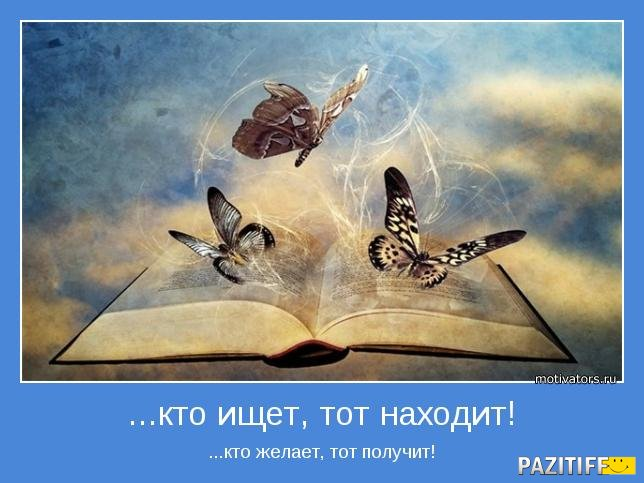 motivators.ru
...кто ищет, тот находит!
...кто желает, тот получит!
PAZITIFF